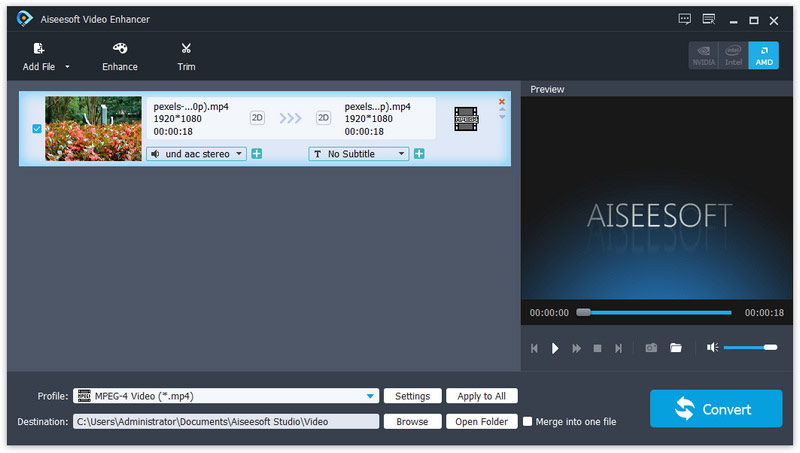 Aiseesoft Video Enhancer
Add File
Enhance
Trim
NVIDIA
Intel
AMD
pexels-...0p).mp4
1920*1080
00:00:18
2D
2D
pexels...p).mp4
1920*1080
00:00:18
MPEG4
und aac stereo
T No Subtitle
Preview
AISEESOFT
00:00:00
00:00:18
Profile:
MPEG-4 Video (*.mp4)
Settings
Apply to All
Convert
Destination:
C:\Users\Administrator\Documents\Aiseesoft Studio\Video
Browse
Open Folder
Merge into one file